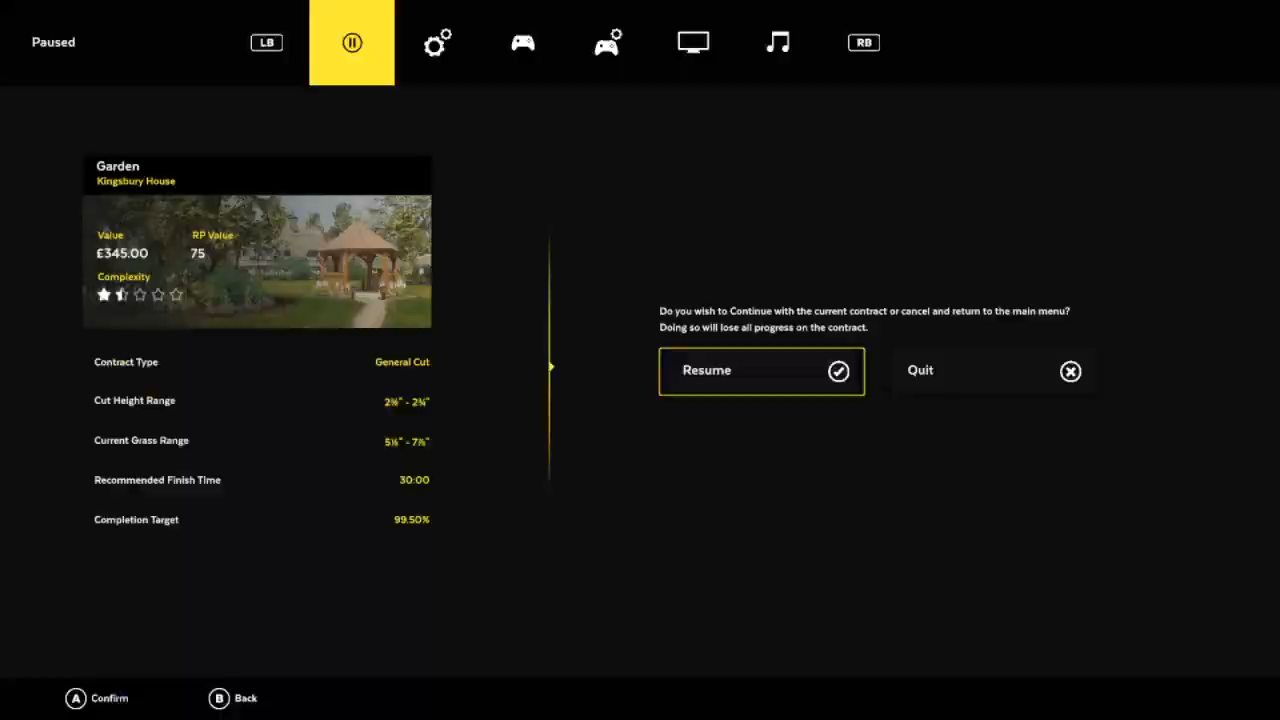 Paused
LB
RB
Garden
Kingsbury House
Value
RP Value
£345.00
75
Complexity
Contract Type
General Cut
Cut Height Range
Current Grass Range
Recommended Finish Time
30:00
Completion Target
99.50%
Do you wish to Continue with the current contract or cancel and return to the main menu?
Doing so will lose all progress on the contract.
Resume
Quit
A Confirm
B Back